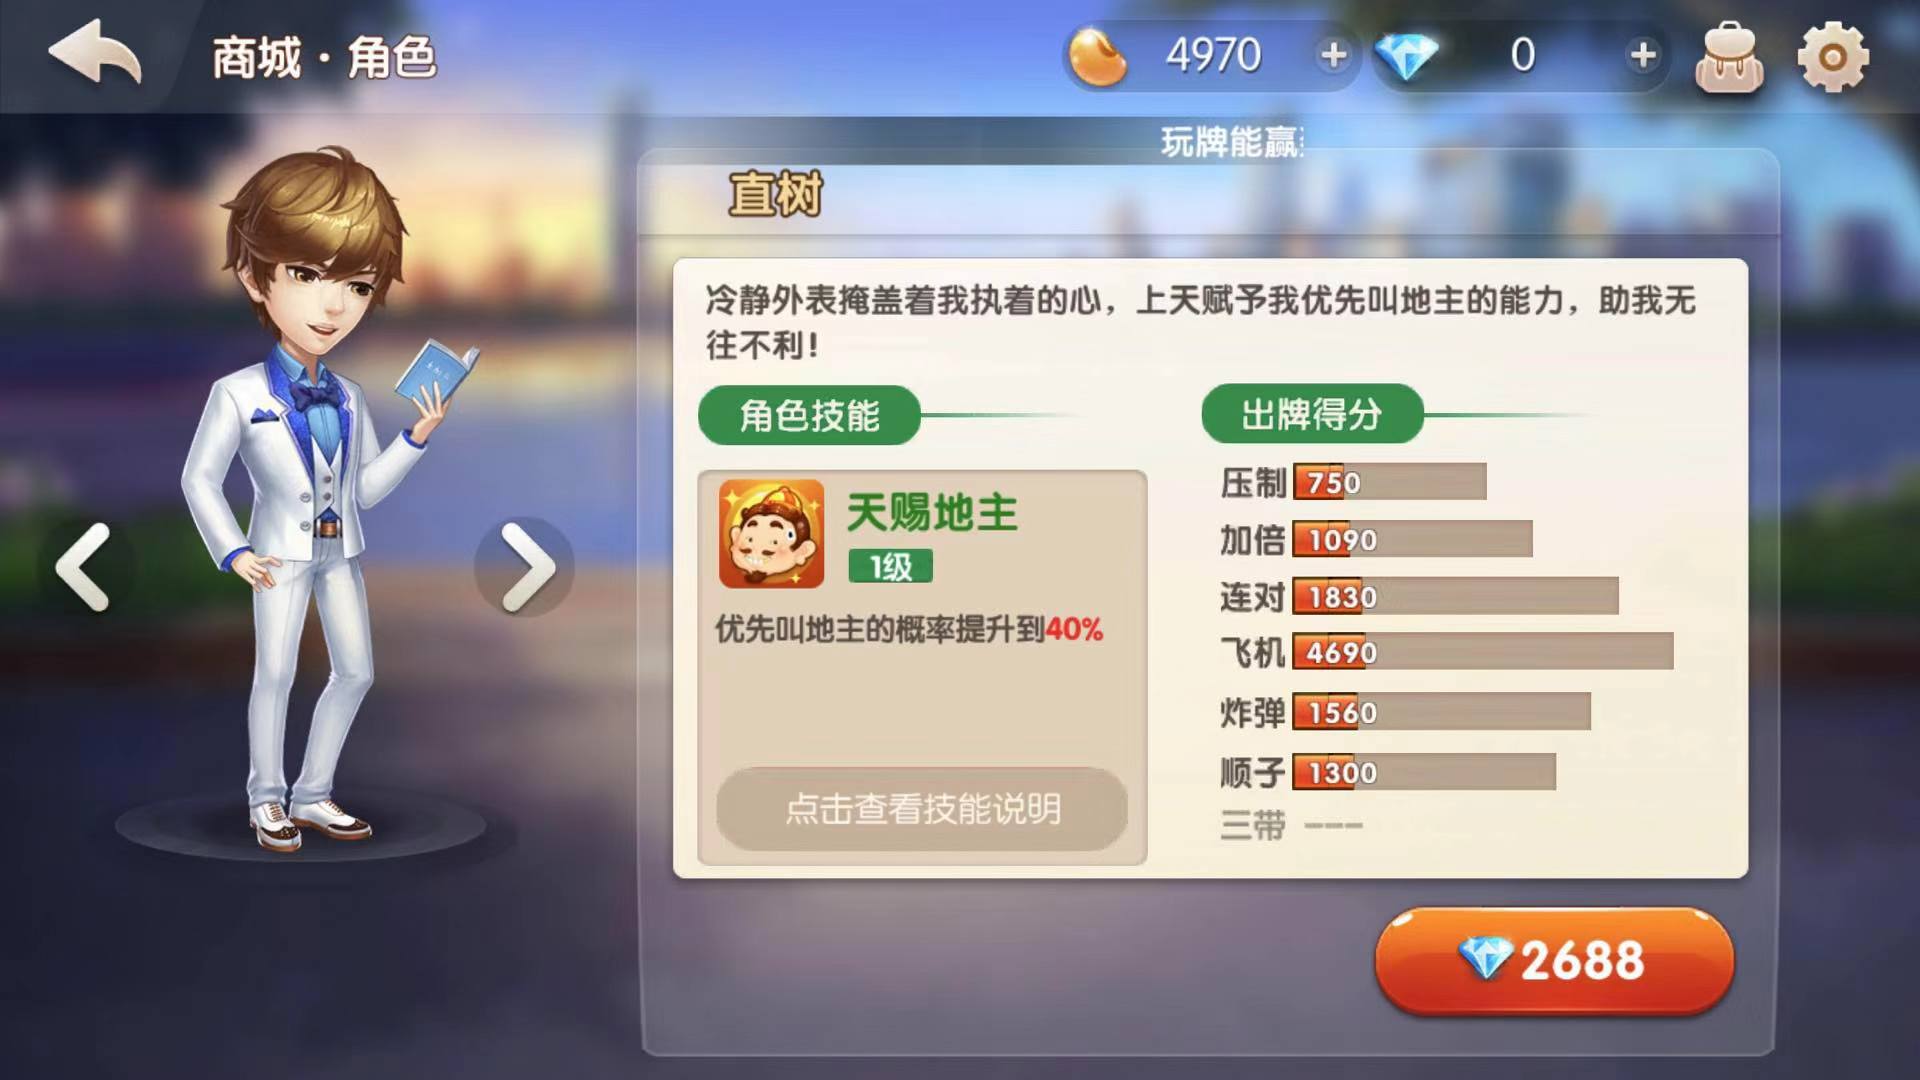 商城·角色
4970
0
玩牌能赢
直树
冷静外表掩盖着我执着的心，上天赋予我优先叫地主的能力，助我无
往不利！
角色技能
天赐地主
1级
优先叫地主的概率提升到40%
点击查看技能说明
出牌得分
压制 750
加倍 1090
连对 1830
飞机 4690
炸弹 1560
顺子 1300
三带 ---
2688